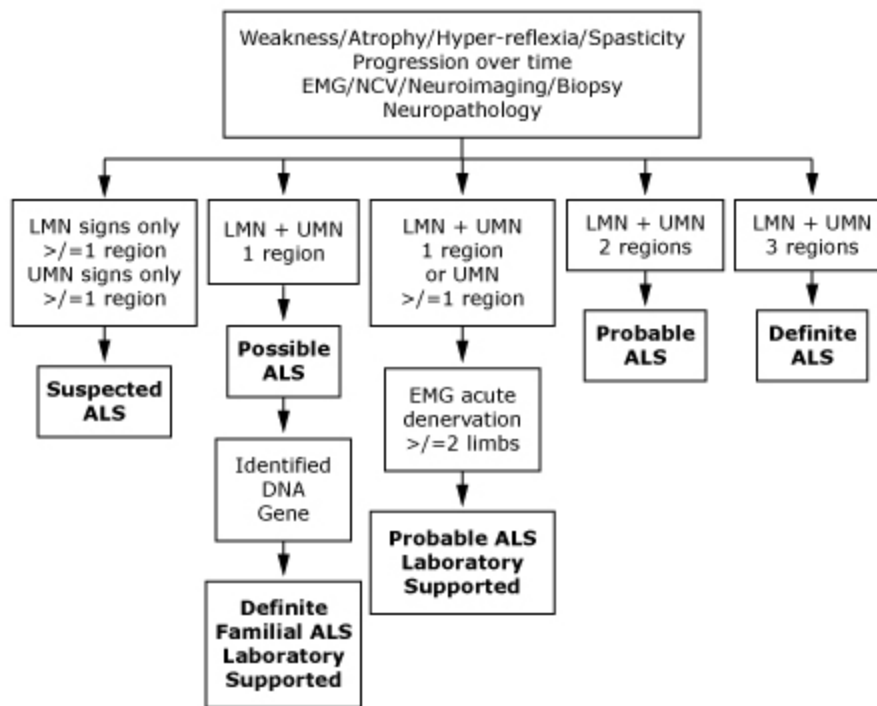 Weakness/Atrophy/Hyper-reflexia/Spasticity
Progression over time
EMG/NCV/Neuroimaging/Biopsy
Neuropathology
LMN signs only
>/=1 region
UMN signs only
>/=1 region
Suspected
ALS
LMN + UMN
1 region
Possible
ALS
Identified
DNA
Gene
Definite
Familial ALS
Laboratory
Supported
LMN + UMN
1 region
or UMN
>/=1 region
EMG acute
denervation
>/=2 limbs
Probable ALS
Laboratory
Supported
LMN + UMN
2 regions
Probable
ALS
LMN + UMN
3 regions
Definite
ALS